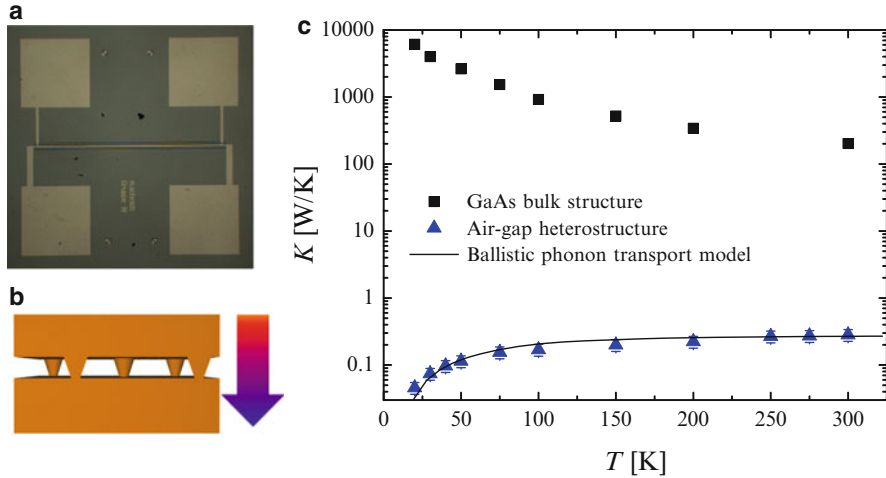 a
b
c
K [W/K]
10000
1000
100
10
1
0.1
GaAs bulk structure
Air-gap heterostructure
Ballistic phonon transport model
0 50 100 150 200 250 300
T [K]